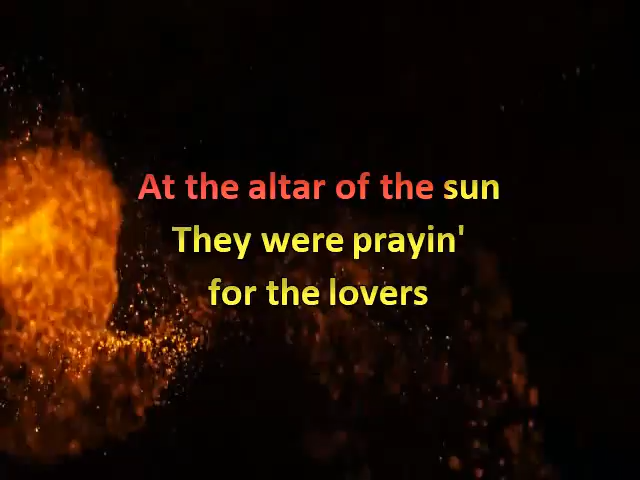 At the altar of the sun
They were prayin'
for the lovers